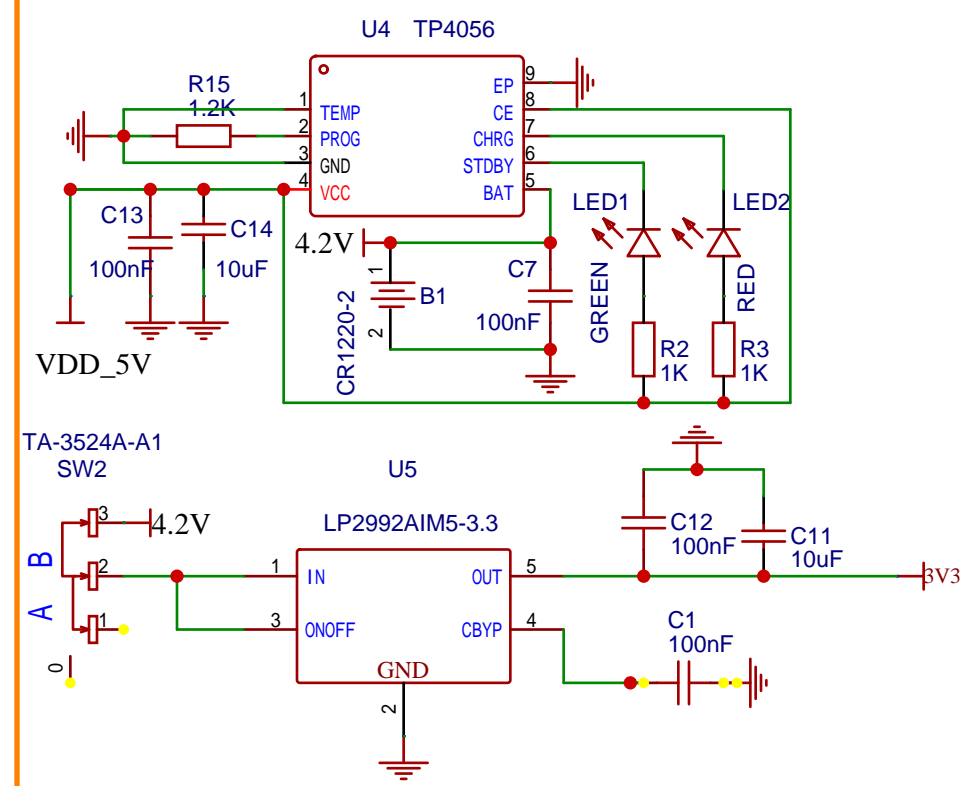 U4 TP4056
R15
1.2K
1 TEMP
2 PROG
3 GND
4 VCC
9 EP
8 CE
7 CHRG
6 STDBY
5 BAT
C13
100nF
C14
10uF
VDD_5V
4.2V
1
2
CR1220-2
B1
C7
100nF
LED1
GREEN
LED2
RED
R2
1K
R3
1K
TA-3524A-A1
SW2
3
4.2V
B
2
A
1
0
U5
LP2992AIM5-3.3
1 IN
3 ONOFF
OUT 5
CBYP 4
GND
2
C12
100nF
C11
10uF
3V3
C1
100nF